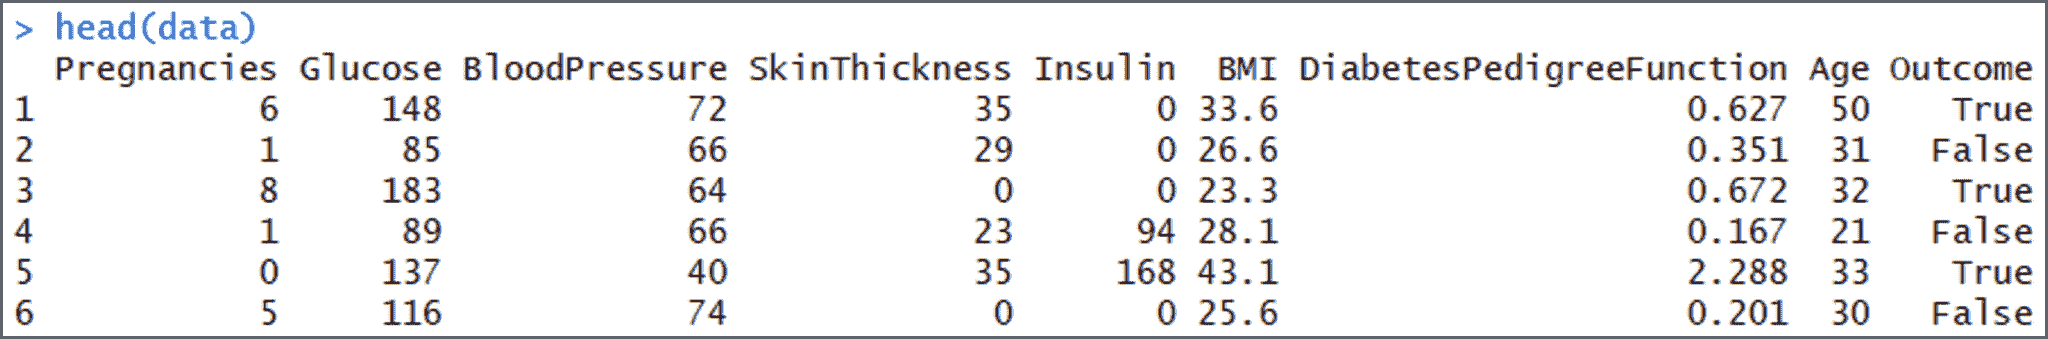 > head(data)
Pregnancies Glucose BloodPressure SkinThickness Insulin BMI DiabetesPedigreeFunction Age Outcome
1 6 148 72 35 0 33.6 0.627 50 True
2 1 85 66 29 0 26.6 0.351 31 False
3 8 183 64 0 0 23.3 0.672 32 True
4 1 89 66 23 94 28.1 0.167 21 False
5 0 137 40 35 168 43.1 2.288 33 True
6 5 116 74 0 0 25.6 0.201 30 False